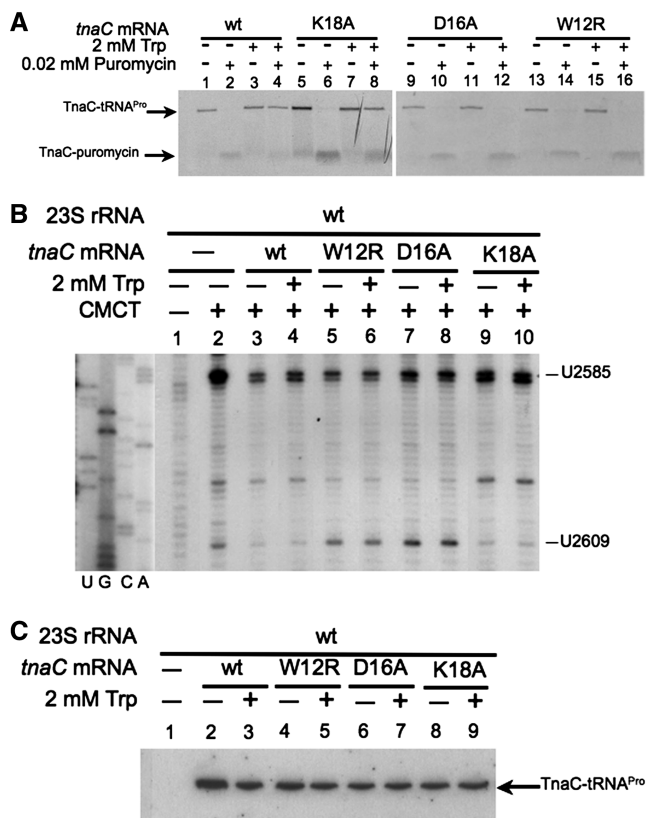 A
tnaC mRNA wt K18A D16A W12R
2 mM Trp - - + + - - + + - - + + - - + +
0.02 mM Puromycin - + - + - + - + - + - + - + - +
1 2 3 4 5 6 7 8 9 10 11 12 13 14 15 16
TnaC-tRNAPro
TnaC-puromycin
B
23S rRNA wt
tnaC mRNA — wt W12R D16A K18A
2 mM Trp — — — + — + — + — +
CMCT — + + + + + + + + +
1 2 3 4 5 6 7 8 9 10
U2585
U2609
U G C A
C
23S rRNA wt
tnaC mRNA — wt W12R D16A K18A
2 mM Trp — — + — + — + — +
1 2 3 4 5 6 7 8 9
TnaC-tRNAPro